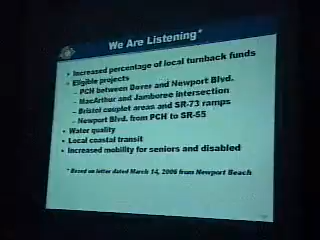 We Are Listening*
• Increased percentage of local turnback funds
• Eligible projects
– PCH between Dover and Newport Blvd.
– MacArthur and Jamboree intersection
– Bristol couplet areas and SR-73 ramps
– Newport Blvd. from PCH to SR-55
• Water quality
• Local coastal transit
• Increased mobility for seniors and disabled
* Based on letter dated March 14, 2006 from Newport Beach